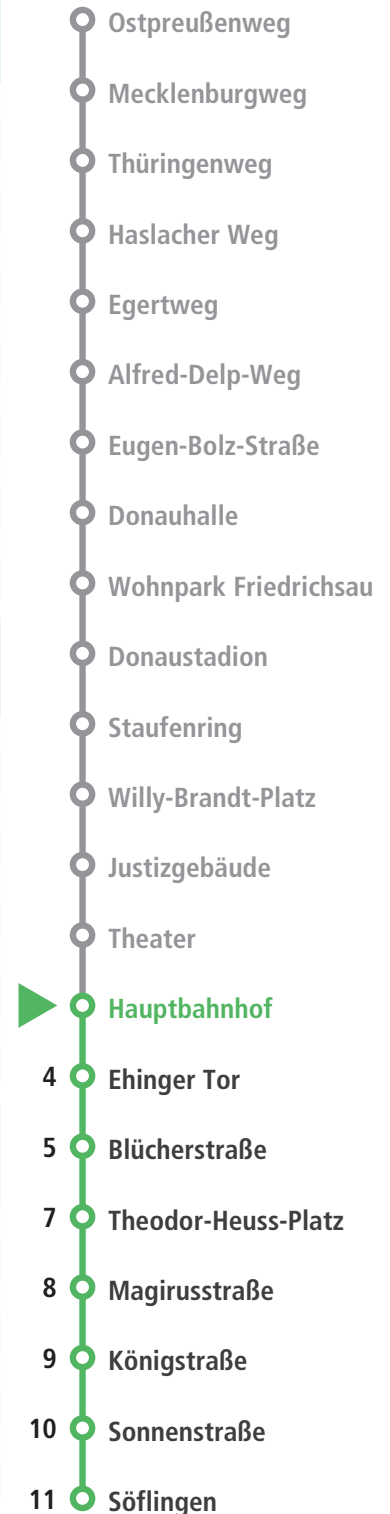 Ostpreußenweg
Mecklenburgweg
Thüringenweg
Haslacher Weg
Egertweg
Alfred-Delp-Weg
Eugen-Bolz-Straße
Donauhalle
Wohnpark Friedrichsau
Donaustadion
Staufenring
Willy-Brandt-Platz
Justizgebäude
Theater
Hauptbahnhof
4 Ehinger Tor
5 Blücherstraße
7 Theodor-Heuss-Platz
8 Magirusstraße
9 Königstraße
10 Sonnenstraße
11 Söflingen